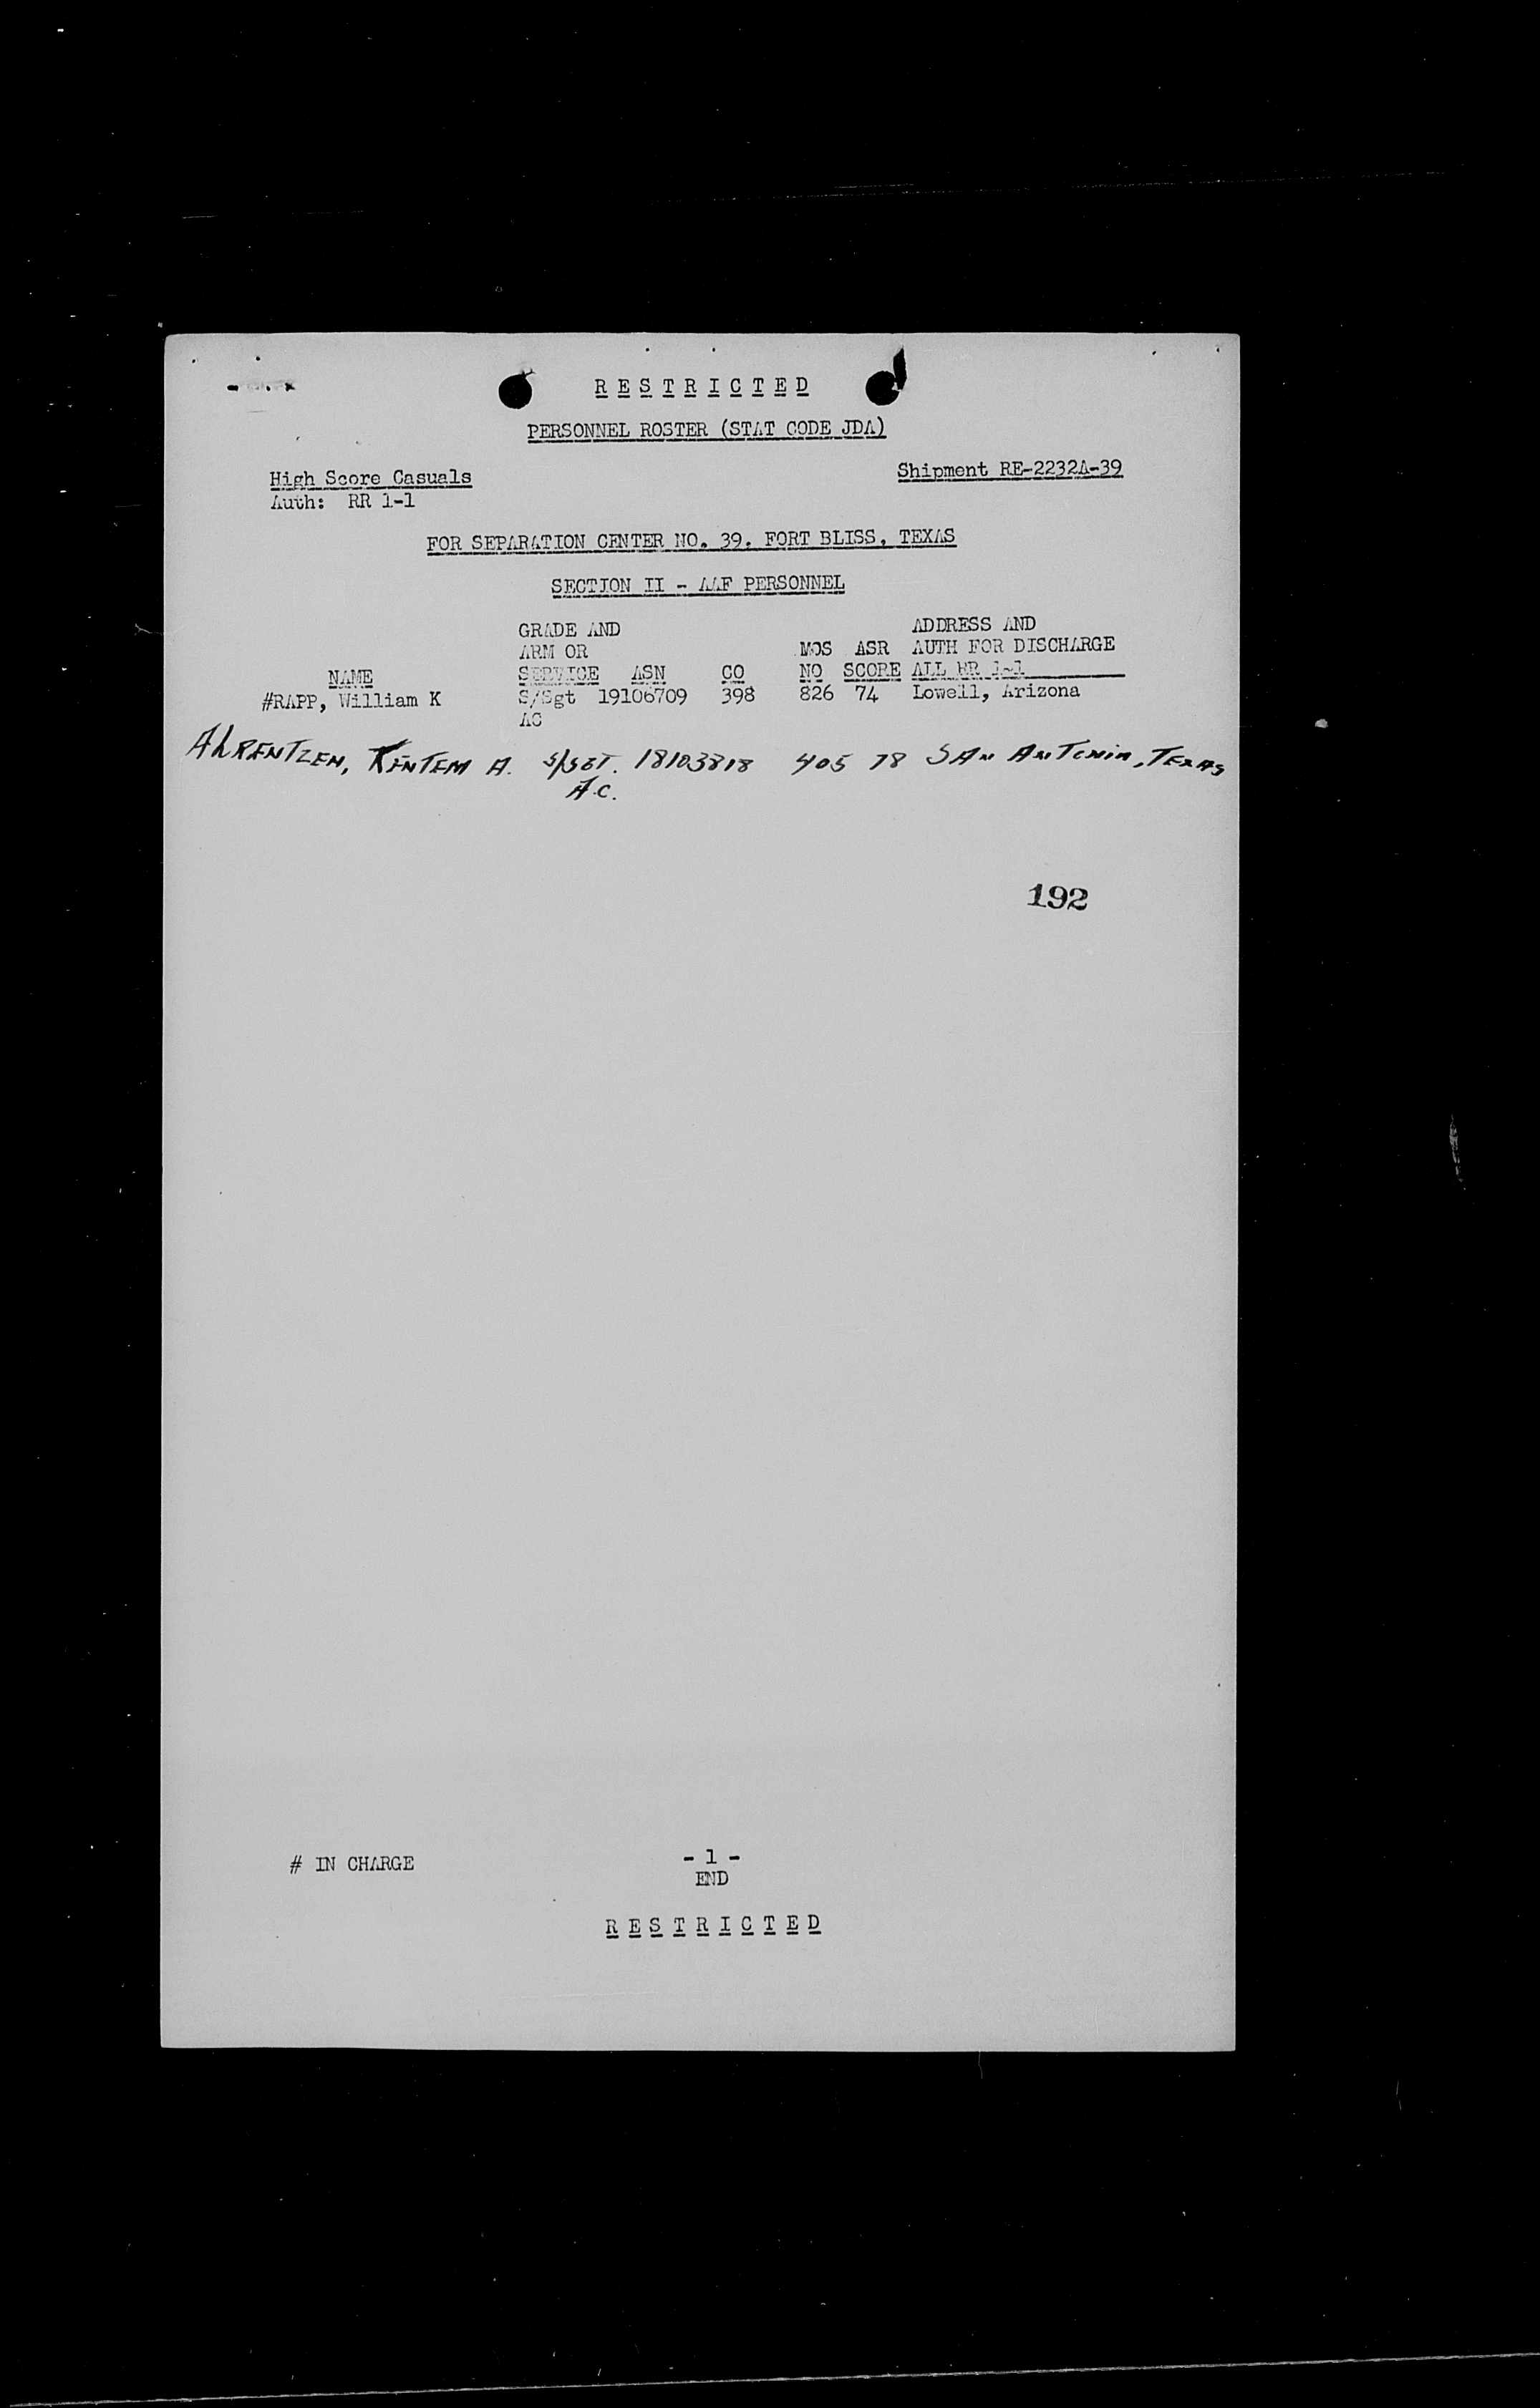 RESTRICTED
PERSONNEL ROSTER (STAT CODE JDA)
High Score Casuals
Shipment RE-2232A-39
Auth: RR 1-1
FOR SEPARATION CENTER NO. 39, FORT BLISS, TEXAS
SECTION II - AAF PERSONNEL
GRADE AND ADDRESS AND
ARM OR MOS ASR AUTH FOR DISCHARGE
NAME SERVICE ASN CO NO SCORE ALL RR 1-1
#RAPP, William K S/Sgt 19106709 398 826 74 Lowell, Arizona
AC
AHRENTZEN, A. S/SGT. 18103818 405 78 SAN ANTONIO, TEXAS
A.C.
192
# IN CHARGE
- 1 -
END
RESTRICTED